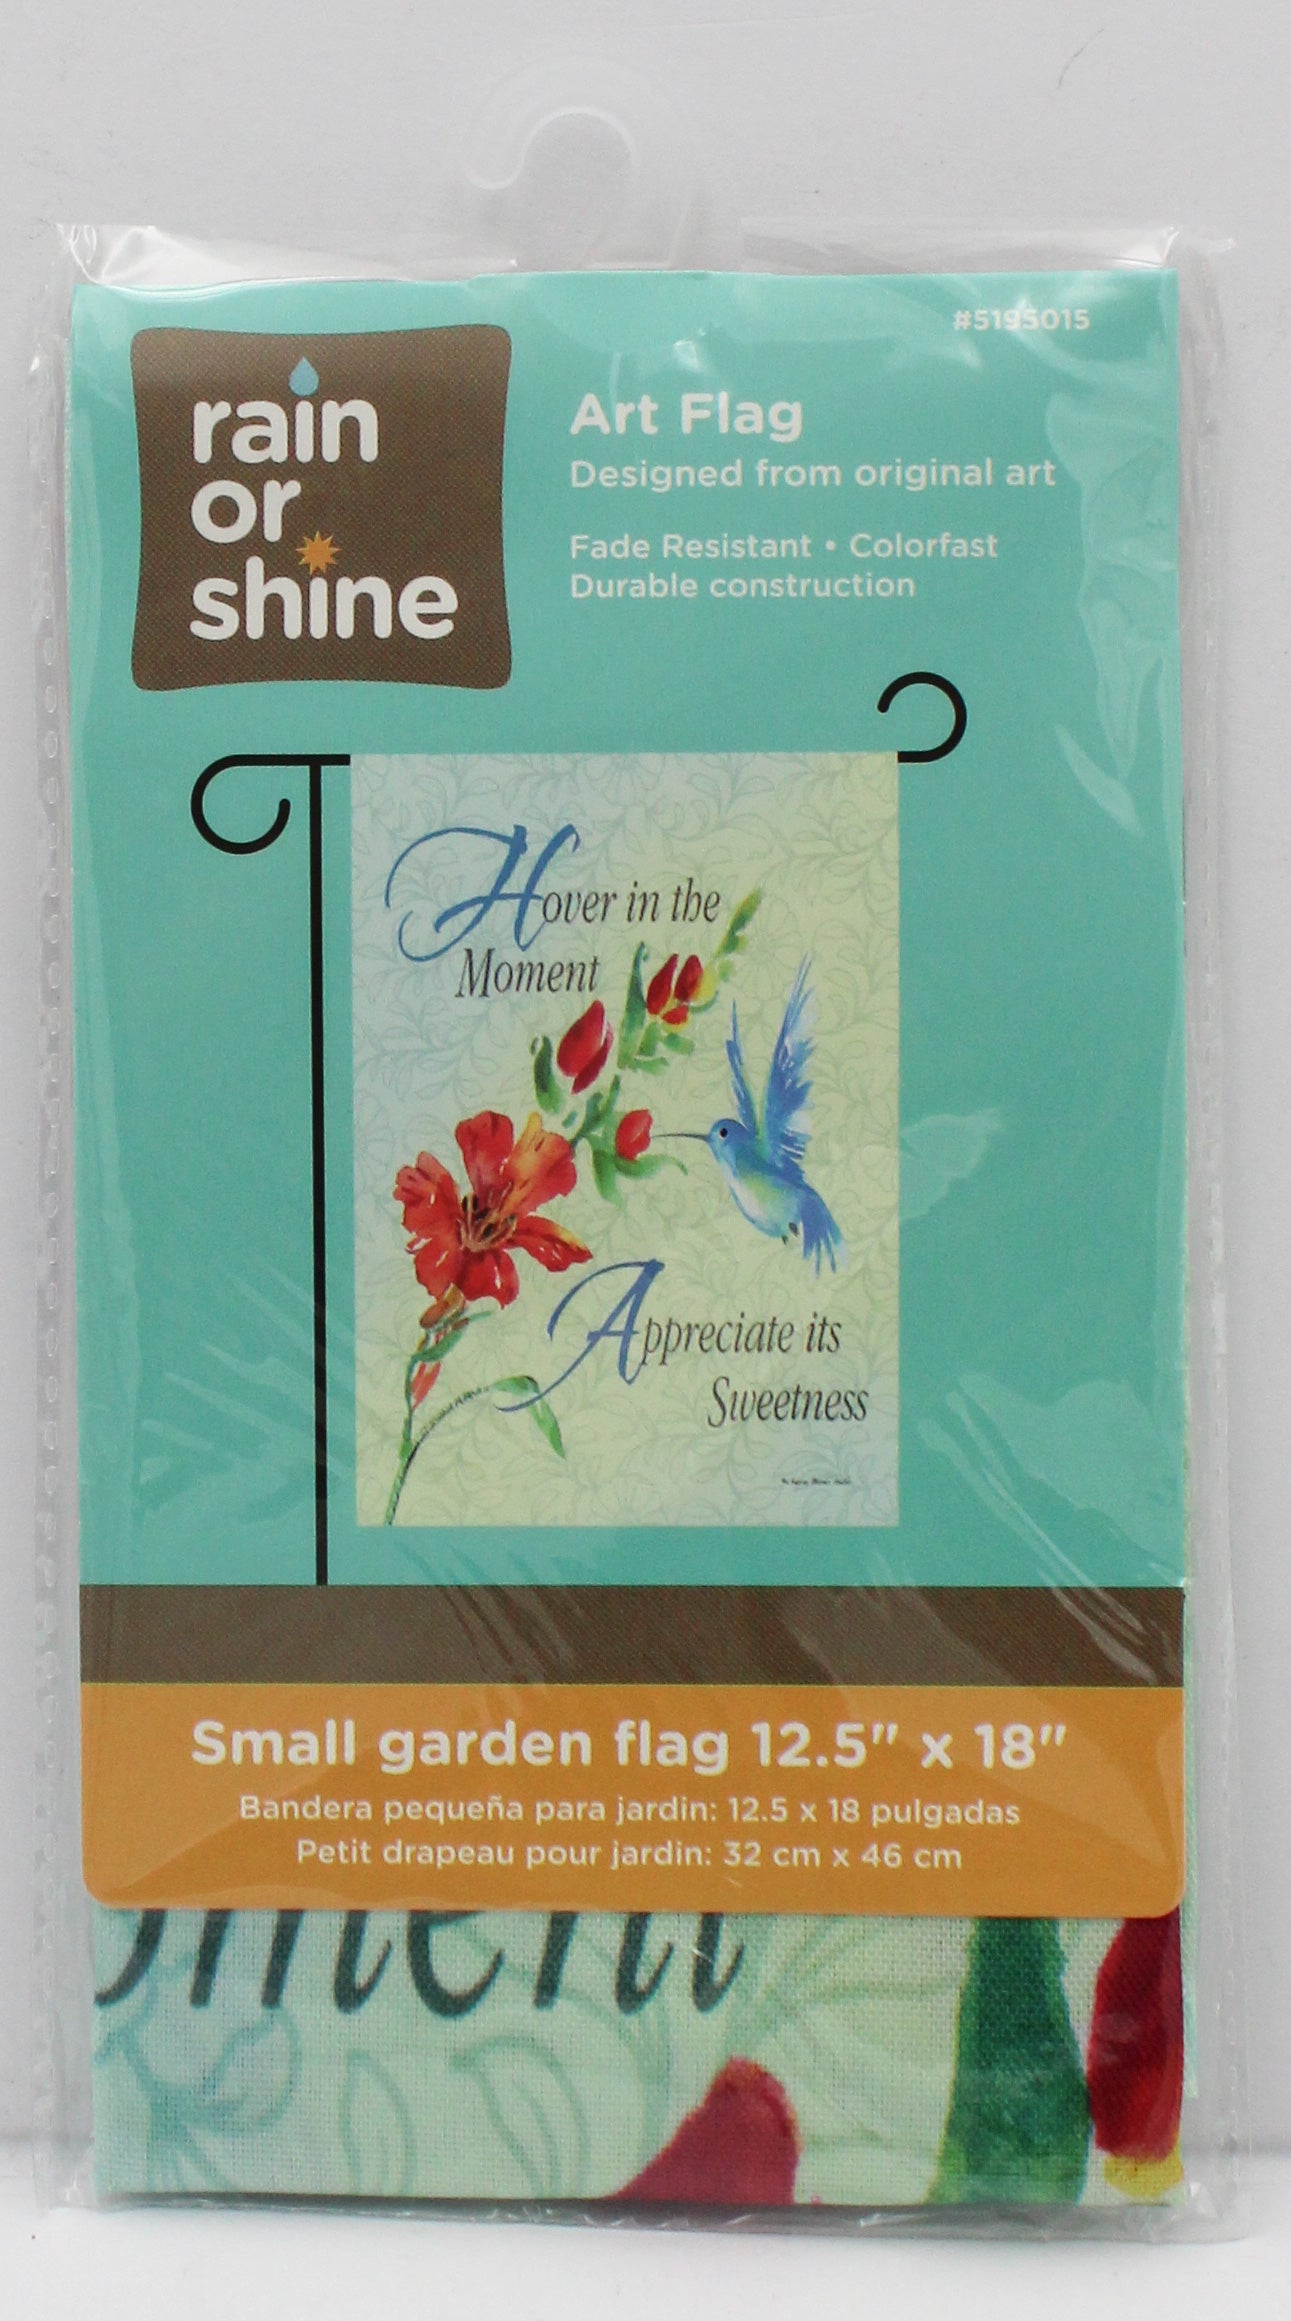 #5195015
rain
or
shine
Art Flag
Designed from original art
Fade Resistant • Colorfast
Durable construction
Hover in the
Moment
Appreciate its
Sweetness
Small garden flag 12.5" x 18"
Bandera pequeña para jardin: 12.5 x 18 pulgadas
Petit drapeau pour jardin: 32 cm x 46 cm
oment